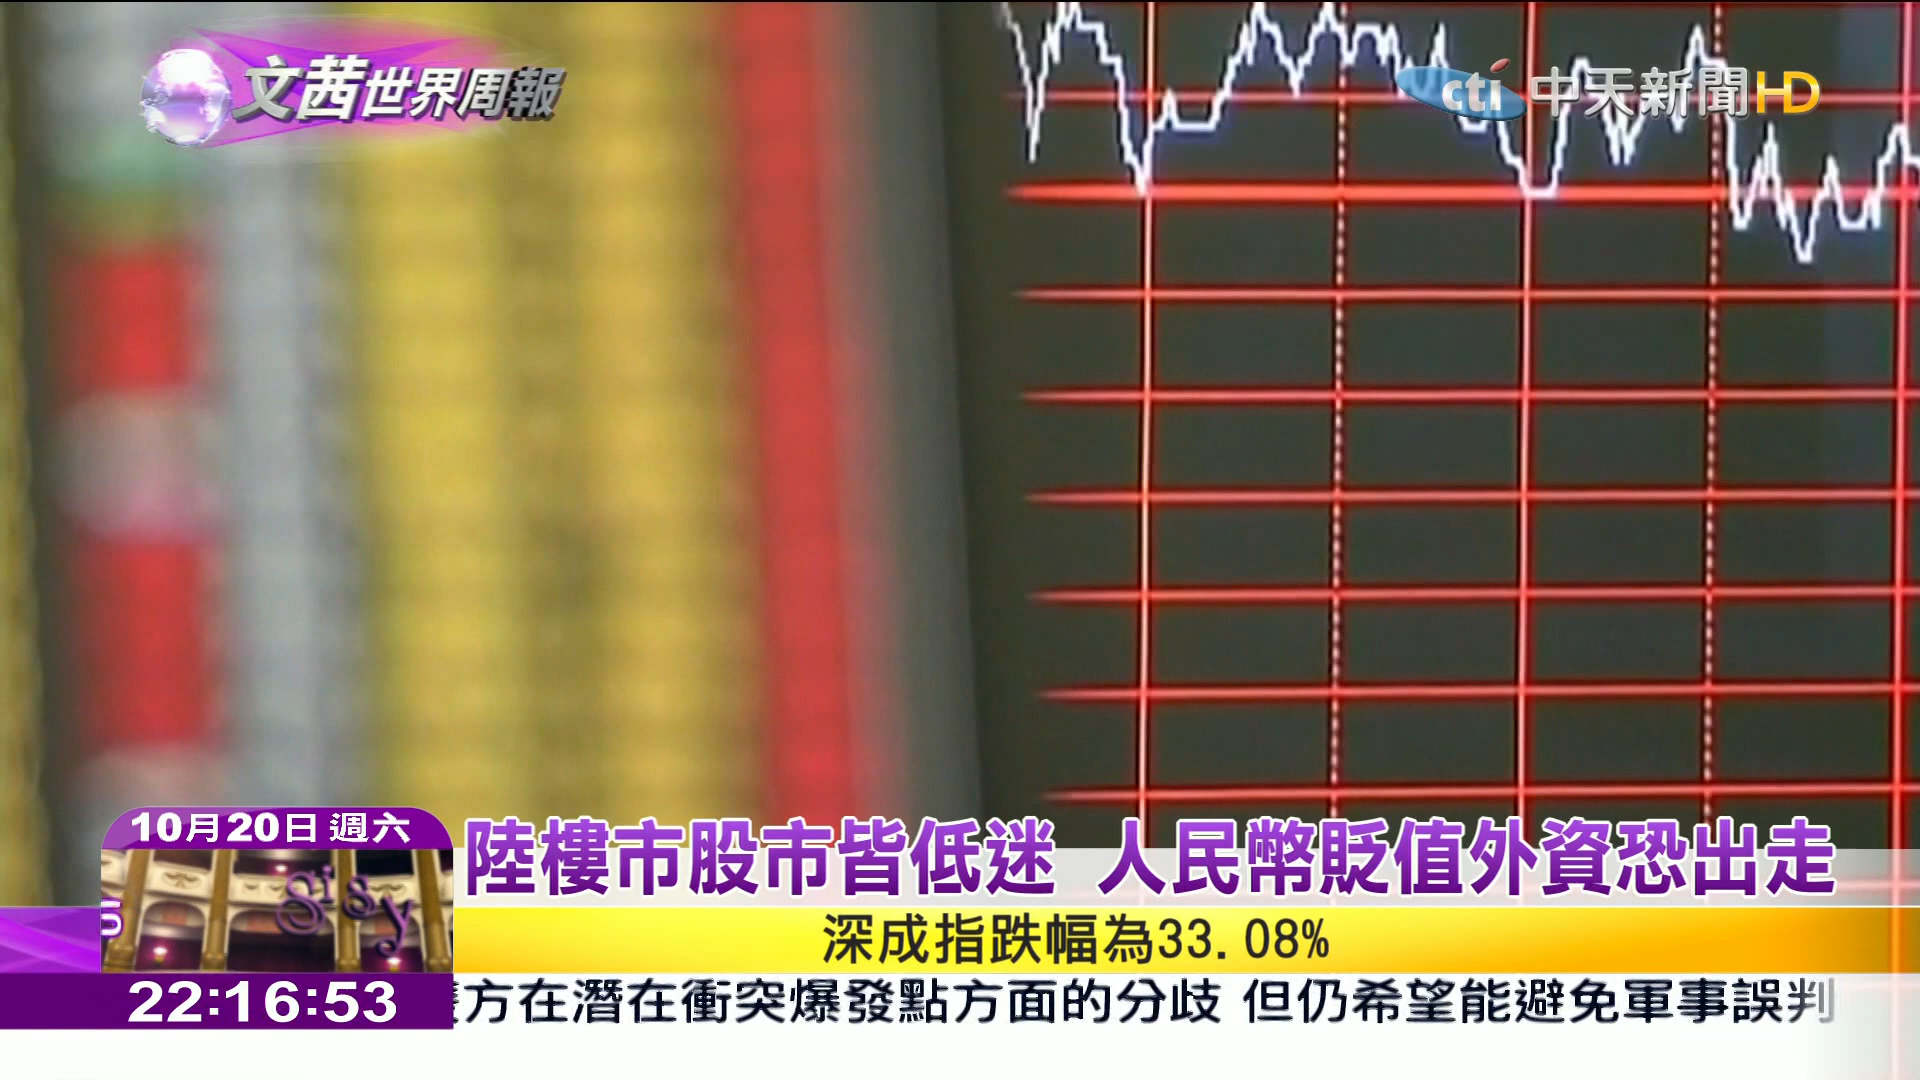 文茜世界周報
cti 中天新聞HD
10月20日 週六
陸樓市股市皆低迷 人民幣貶值外資恐出走
Sisy
深成指跌幅為33.08%
22:16:53
方在潛在衝突爆發點方面的分歧 但仍希望能避免軍事誤判